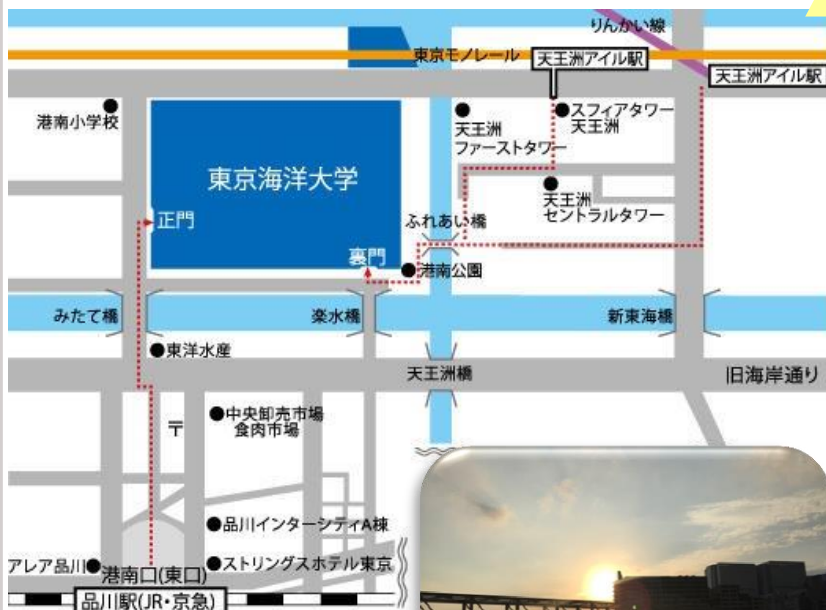 りんかい線
東京モノレール
天王洲アイル駅
天王洲アイル駅
港南小学校
天王洲
ファーストタワー
スフィアタワー
天王洲
東京海洋大学
天王洲
セントラルタワー
正門
ふれあい橋
裏門
港南公園
みたて橋
楽水橋
新東海橋
東洋水産
天王洲橋
旧海岸通り
〒
中央卸売市場
食肉市場
品川インターシティA棟
アレア品川
ストリングスホテル東京
港南口(東口)
品川駅(JR・京急)